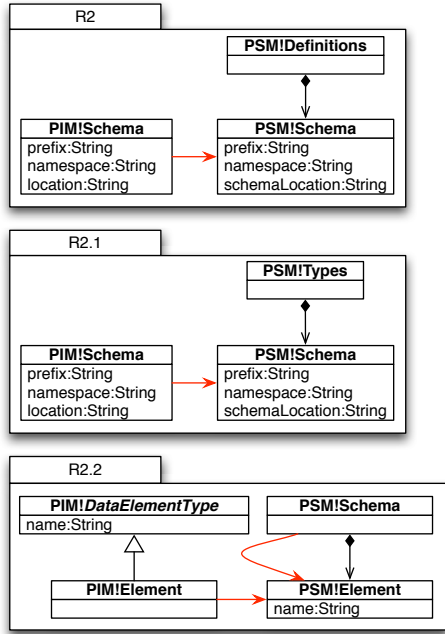 R2
PSM!Definitions
PIM!Schema
prefix:String
namespace:String
location:String
PSM!Schema
prefix:String
namespace:String
schemaLocation:String
R2.1
PSM!Types
PIM!Schema
prefix:String
namespace:String
location:String
PSM!Schema
prefix:String
namespace:String
schemaLocation:String
R2.2
PIM!DataElementType
name:String
PSM!Schema
PIM!Element
PSM!Element
name:String